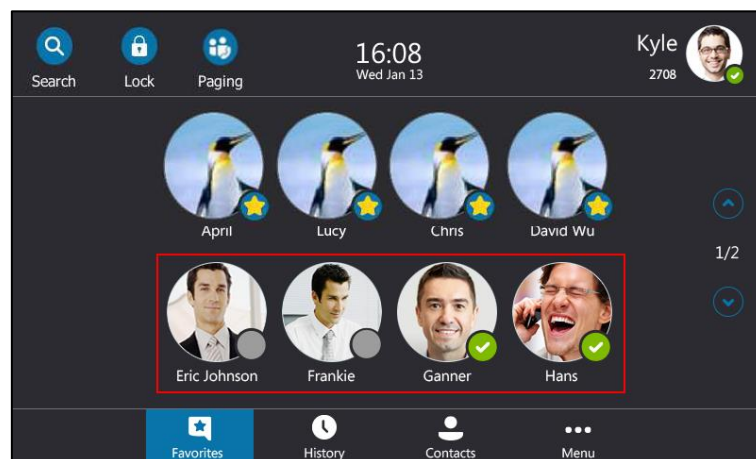 16:08
Kyle
Search Lock Paging
Wed Jan 13
2708
April Lucy Chris David Wu
1/2
Eric Johnson Frankie Ganner Hans
Favorites History Contacts Menu